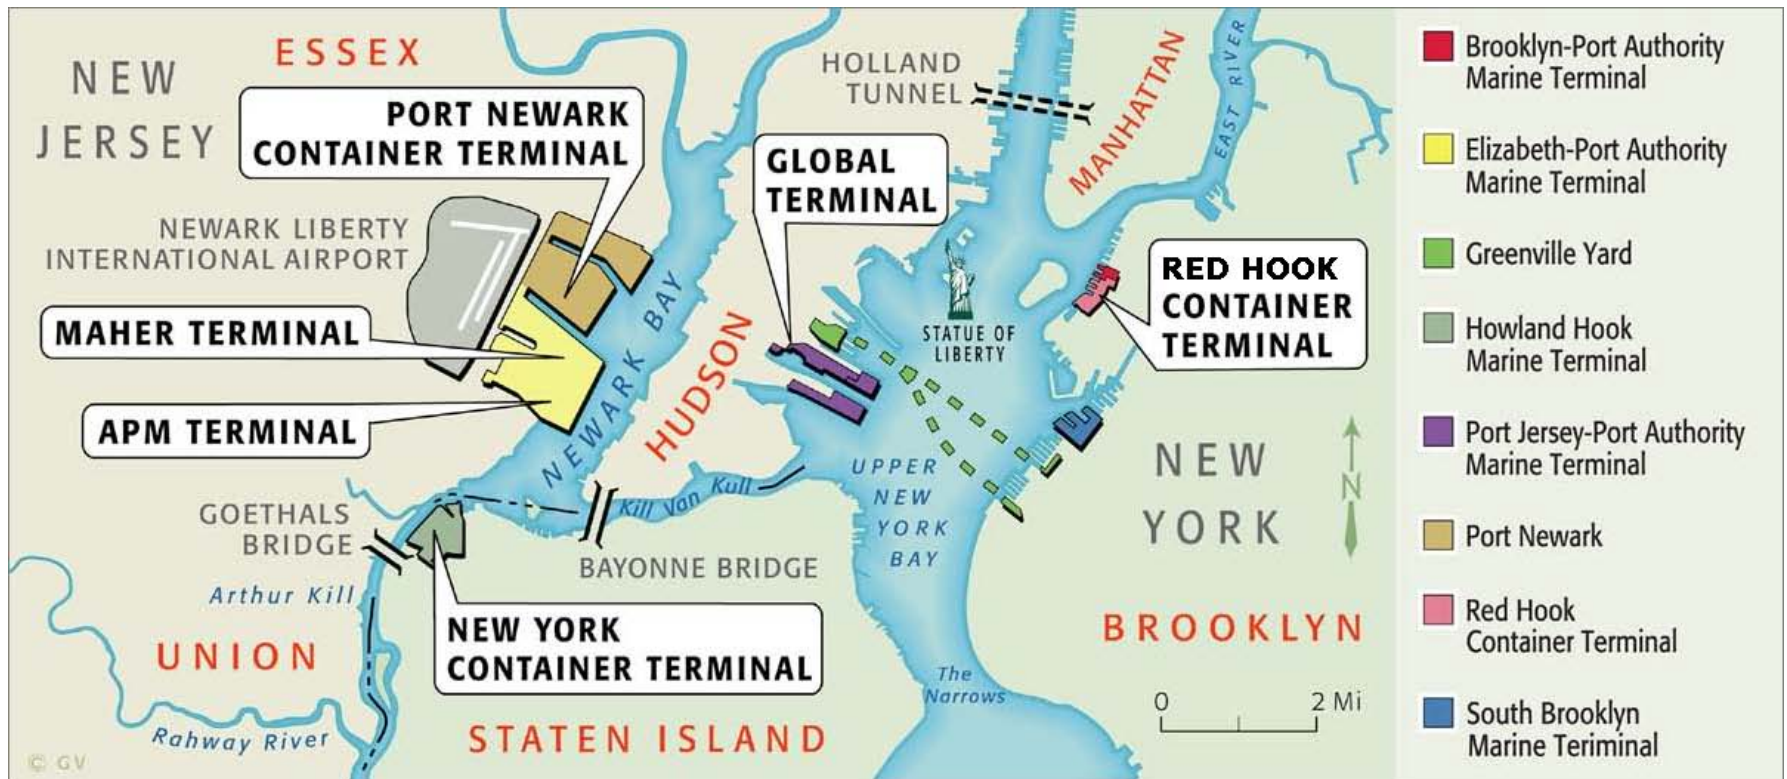 NEW
JERSEY
ESSEX
PORT NEWARK
CONTAINER TERMINAL
HOLLAND
TUNNEL
MANHATTAN
EAST RIVER
GLOBAL
TERMINAL
NEWARK LIBERTY
INTERNATIONAL AIRPORT
RED HOOK
CONTAINER
TERMINAL
MAHER TERMINAL
APM TERMINAL
NEWARK BAY
HUDSON
STATUE OF
LIBERTY
UPPER
NEW
YORK
BAY
NEW
YORK
N
GOETHALS
BRIDGE
Kill Van Kull
BAYONNE BRIDGE
Arthur Kill
UNION
NEW YORK
CONTAINER TERMINAL
BROOKLYN
The
Narrows
0 2 Mi
Rahway River
STATEN ISLAND
© GV
Brooklyn-Port Authority
Marine Terminal
Elizabeth-Port Authority
Marine Terminal
Greenville Yard
Howland Hook
Marine Terminal
Port Jersey-Port Authority
Marine Terminal
Port Newark
Red Hook
Container Terminal
South Brooklyn
Marine Teriminal